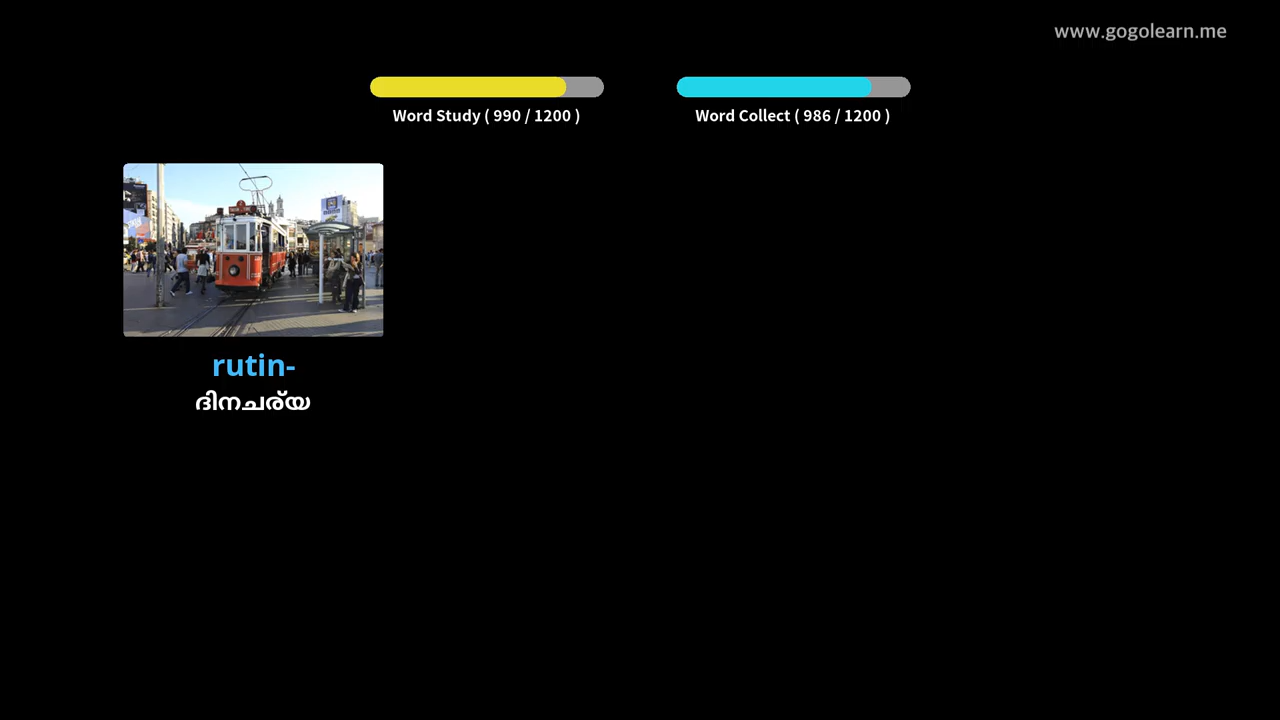 www.gogolearn.me
Word Study ( 990 / 1200 )
Word Collect ( 986 / 1200 )
rutin-
ദിനചര്യ